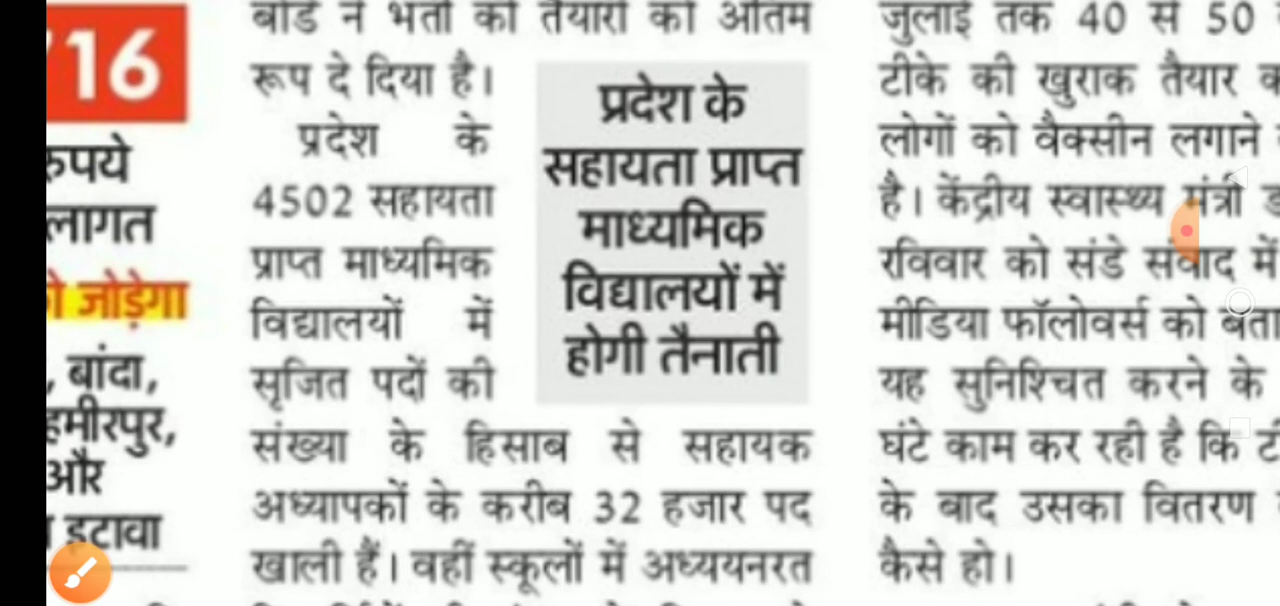 16
रुपये
लागत
जोड़ेगा
, बांदा,
हमीरपुर,
और
इटावा
बोर्ड ने भर्ती की तैयारी को अंतिम
रूप दे दिया है।
प्रदेश के
4502 सहायता
प्राप्त माध्यमिक
विद्यालयों में
सृजित पदों की
संख्या के हिसाब से सहायक
अध्यापकों के करीब 32 हजार पद
खाली हैं। वहीं स्कूलों में अध्ययनरत
प्रदेश के
सहायता प्राप्त
माध्यमिक
विद्यालयों में
होगी तैनाती
जुलाई तक 40 से 50
टीके की खुराक तैयार
लोगों को वैक्सीन लगाने
है। केंद्रीय स्वास्थ्य मंत्री
रविवार को संडे संवाद में
मीडिया फॉलोवर्स को
यह सुनिश्चित करने के
घंटे काम कर रही है कि
के बाद उसका वितरण
कैसे हो।